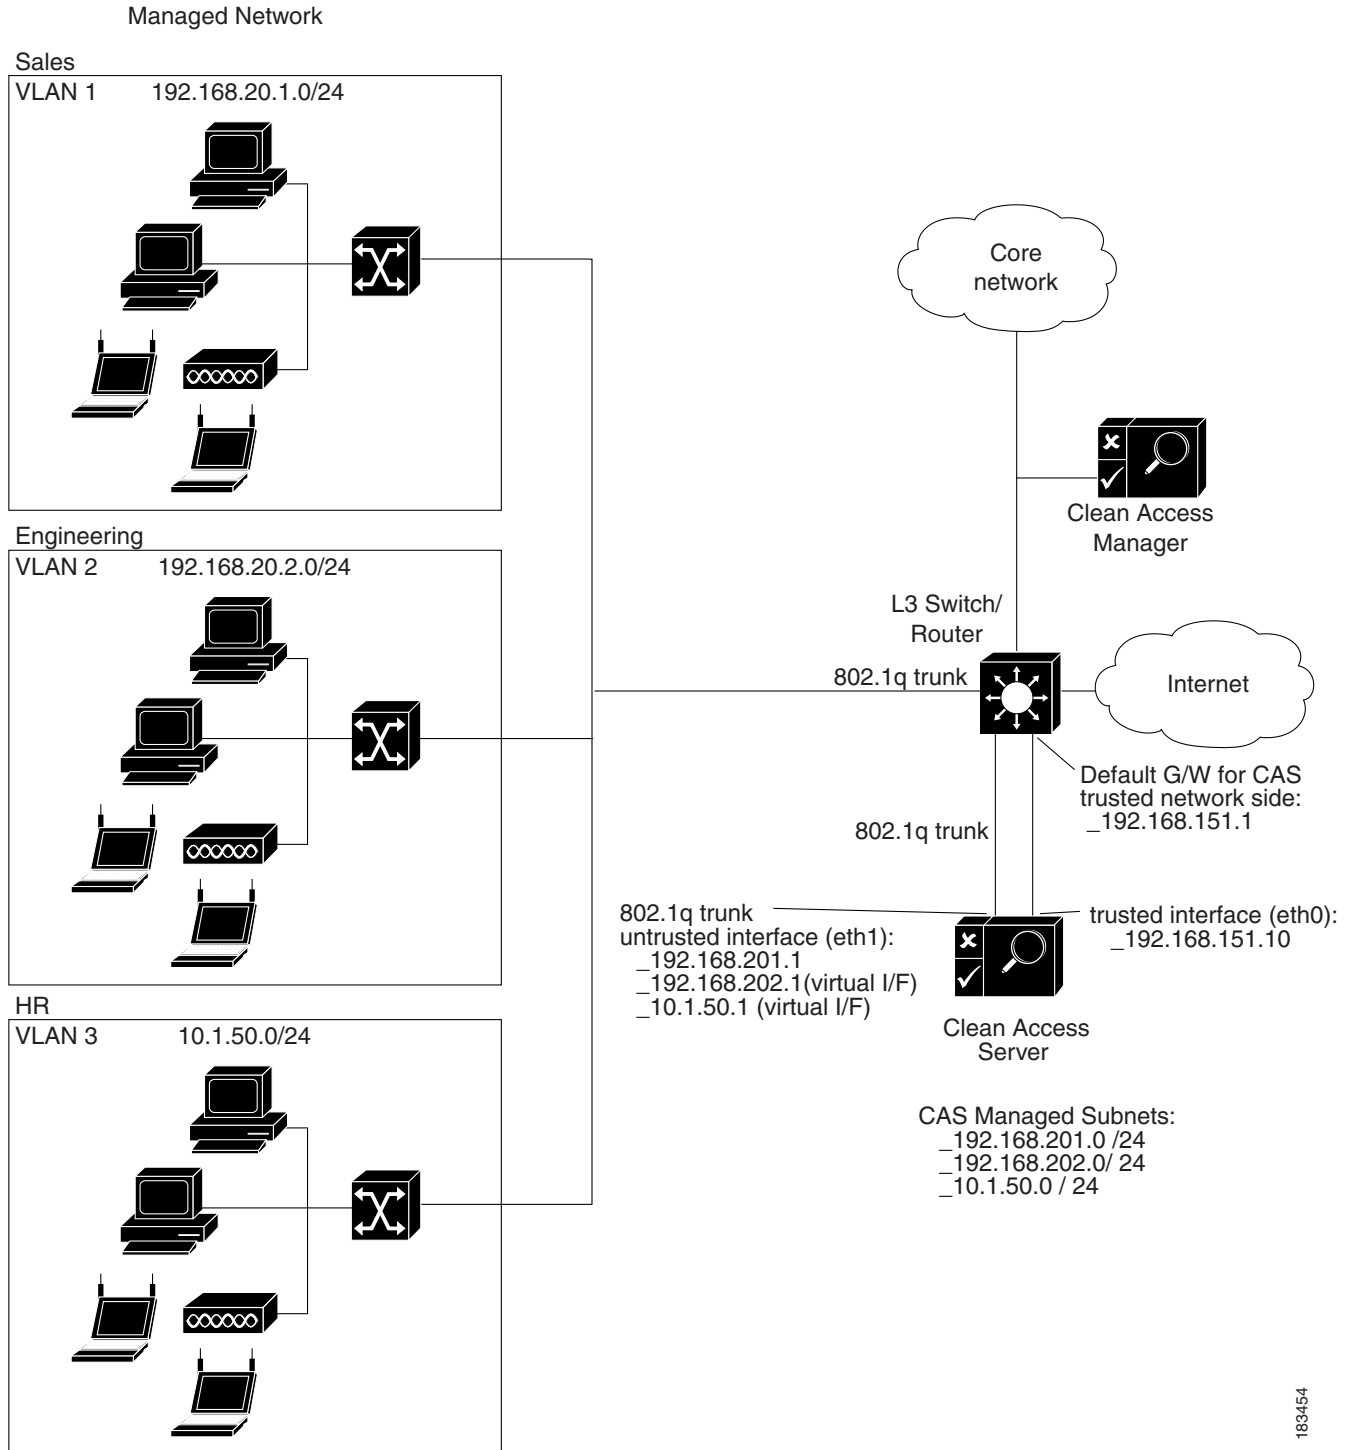 Managed Network
Sales
VLAN 1 192.168.20.1.0/24
Engineering
VLAN 2 192.168.20.2.0/24
HR
VLAN 3 10.1.50.0/24
Core
network
Clean Access
Manager
L3 Switch/
Router
802.1q trunk
Internet
Default G/W for CAS
trusted network side:
_192.168.151.1
802.1q trunk
802.1q trunk
untrusted interface (eth1):
_192.168.201.1
_192.168.202.1(virtual I/F)
_10.1.50.1 (virtual I/F)
trusted interface (eth0):
_192.168.151.10
Clean Access
Server
CAS Managed Subnets:
_192.168.201.0 /24
_192.168.202.0/ 24
_10.1.50.0 / 24
183454